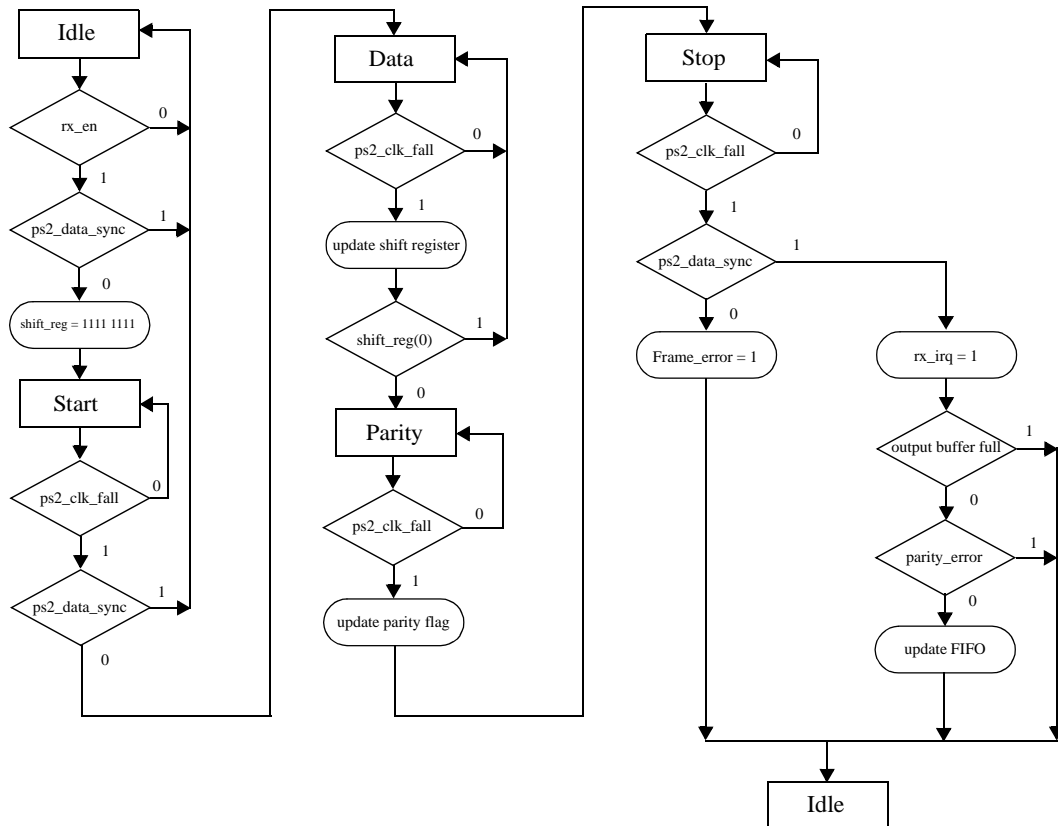 Idle
rx_en
0
1
ps2_data_sync
1
0
shift_reg = 1111 1111
Start
ps2_clk_fall
0
1
ps2_data_sync
1
0
Data
ps2_clk_fall
0
1
update shift register
shift_reg(0)
1
0
Parity
ps2_clk_fall
0
1
update parity flag
Stop
ps2_clk_fall
0
1
ps2_data_sync
1
0
Frame_error = 1
rx_irq = 1
output buffer full
1
0
parity_error
1
0
update FIFO
Idle